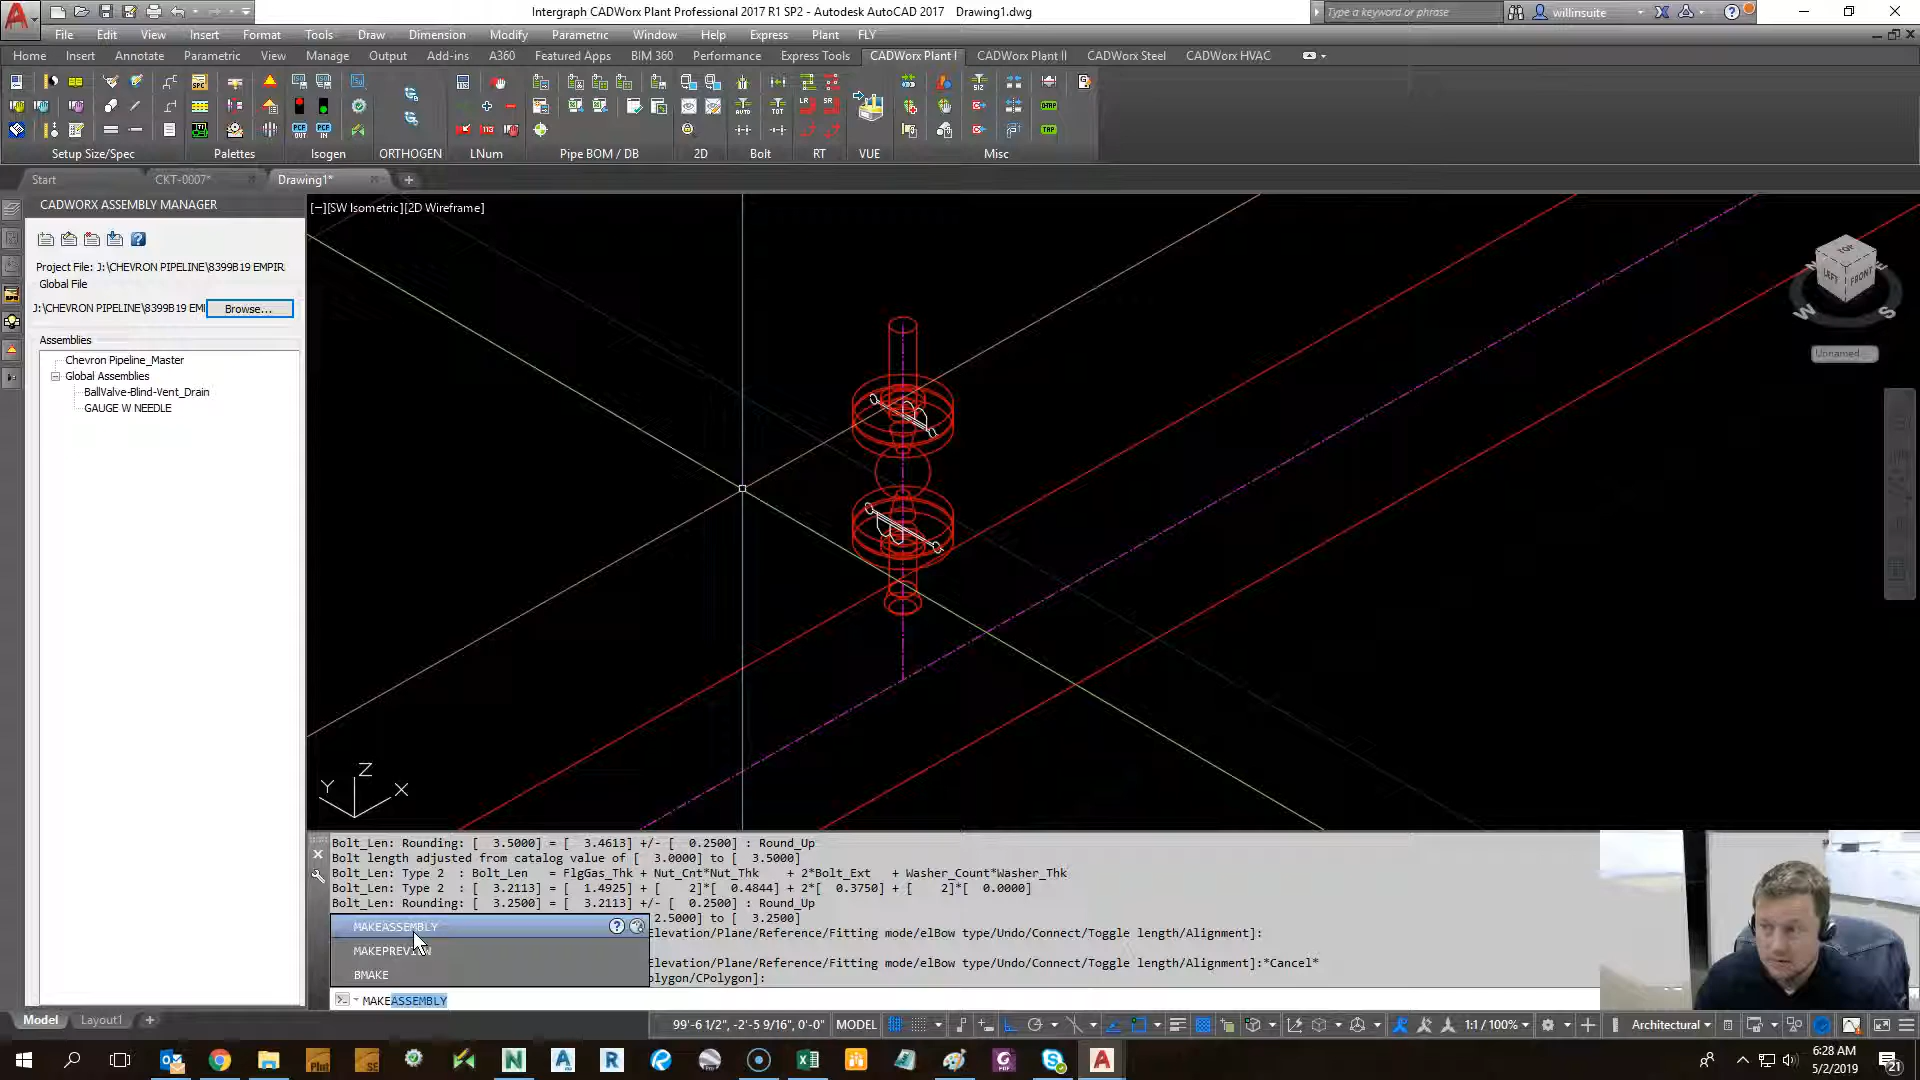 Intergraph CADWorx Plant Professional 2017 R1 SP2 - Autodesk AutoCAD 2017 Drawing1.dwg
Type a keyword or phrase
willinsuite
File Edit View Insert Format Tools Draw Dimension Modify Parametric Window Help Express Plant FLY
Home Insert Annotate Parametric View Manage Output Add-ins A360 Featured Apps BIM 360 Performance Express Tools CADWorx Plant I CADWorx Plant II CADWorx Steel CADWorx HVAC
Setup Size/Spec Palettes Isogen ORTHOGEN LNum Pipe BOM / DB 2D Bolt RT VUE Misc
Start CKT-0007* Drawing1*
CADWORX ASSEMBLY MANAGER
[−][SW Isometric][2D Wireframe]
Project File: J:\CHEVRON PIPELINE\8399B19 EMPIR
Global File
J:\CHEVRON PIPELINE\8399B19 EMI
Browse...
Assemblies
Chevron Pipeline_Master
Global Assemblies
BallValve-Blind-Vent_Drain
GAUGE W NEEDLE
TOP
LEFT FRONT
W S
Unnamed
Z
Y X
Bolt_Len: Rounding: [ 3.5000] = [ 3.4613] +/- [ 0.2500] : Round_Up
Bolt length adjusted from catalog value of [ 3.0000] to [ 3.5000]
Bolt_Len: Type 2 : Bolt_Len = FlgGas_Thk + Nut_Cnt*Nut_Thk + 2*Bolt_Ext + Washer_Count*Washer_Thk
Bolt_Len: Type 2 : [ 3.2113] = [ 1.4925] + [ 2]*[ 0.4844] + 2*[ 0.3750] + [ 2]*[ 0.0000]
Bolt_Len: Rounding: [ 3.2500] = [ 3.2113] +/- [ 0.2500] : Round_Up
2.5000] to [ 3.2500]
Elevation/Plane/Reference/Fitting mode/elBow type/Undo/Connect/Toggle length/Alignment]:
Elevation/Plane/Reference/Fitting mode/elBow type/Undo/Connect/Toggle length/Alignment]:*Cancel*
olygon/CPolygon]:
MAKEASSEMBLY
MAKEPREVIEW
BMAKE
MAKEASSEMBLY
Model Layout1
99'-6 1/2", -2'-5 9/16", 0'-0" MODEL
1:1 / 100%
Architectural
6:28 AM
5/2/2019
21